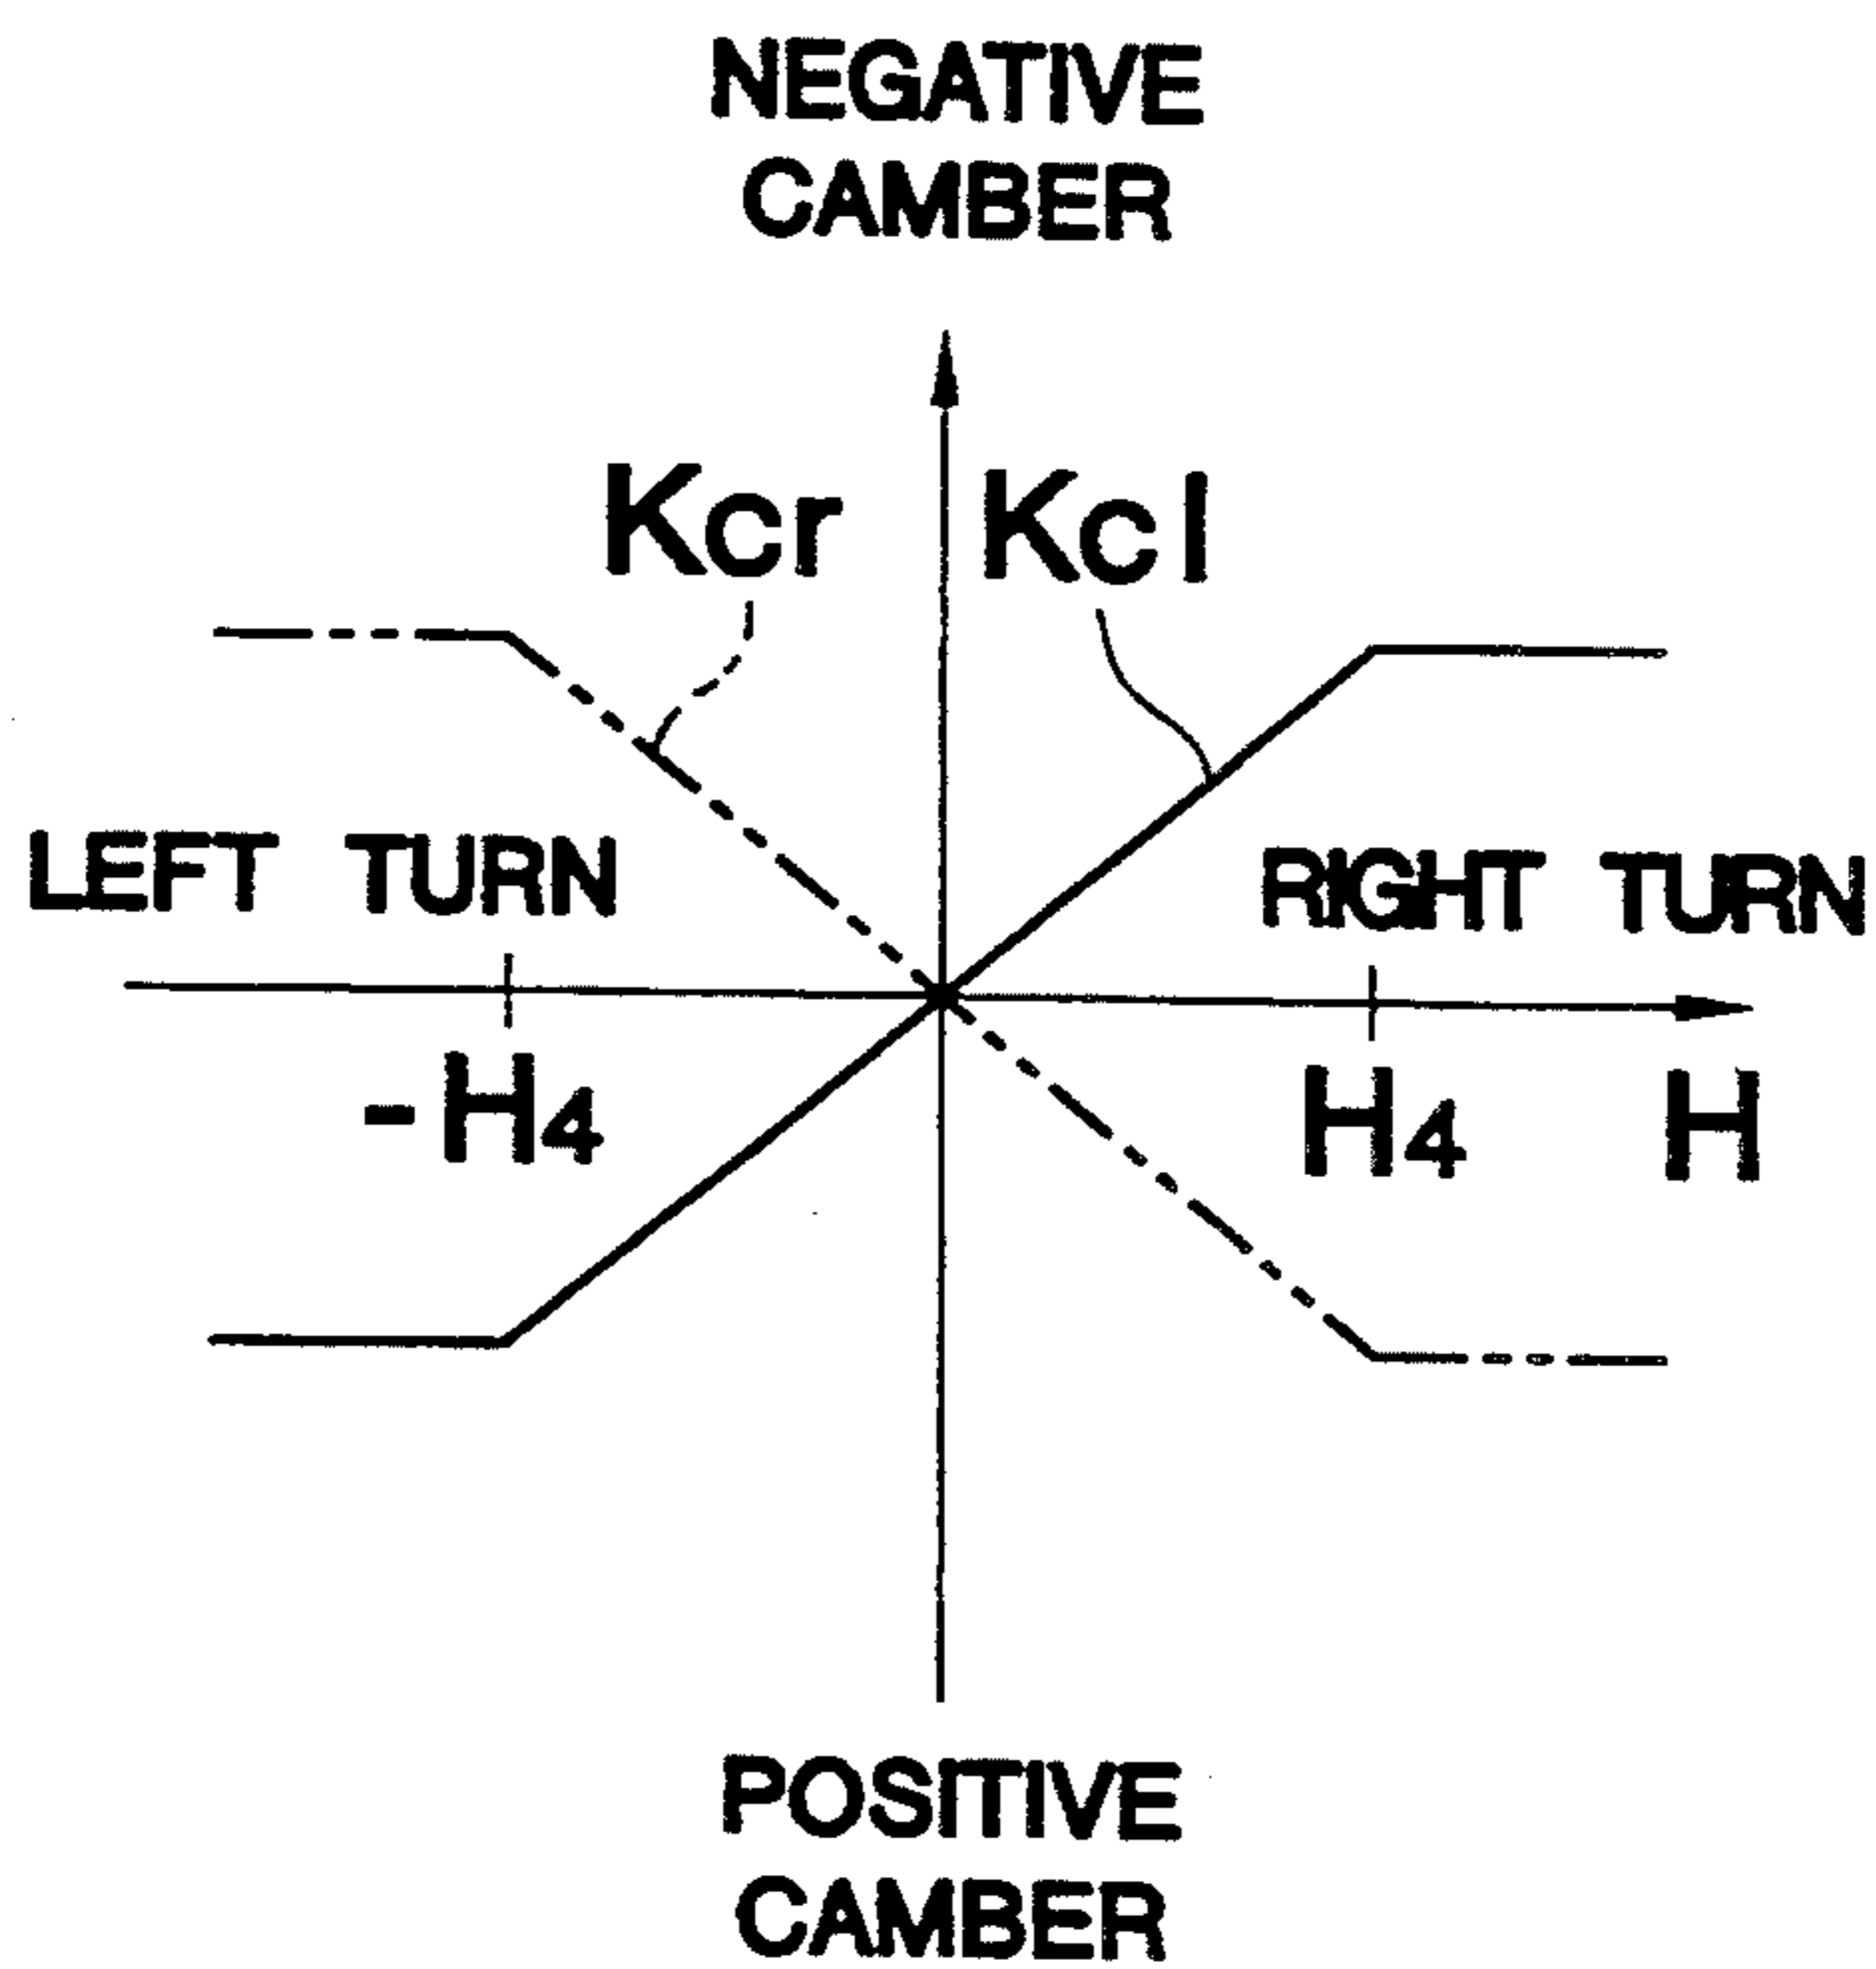 NEGATIVE
CAMBER
Kcr Kcl
LEFT TURN RIGHT TURN
-H4 H4 H
POSITIVE
CAMBER